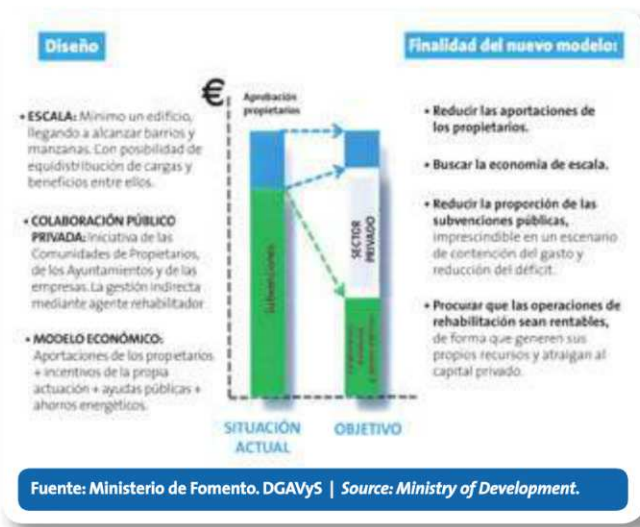 Diseño
• ESCALA: Mínimo un edificio,
llegando a alcanzar barrios y
manzanas. Con posibilidad de
equidistribución de cargas y
beneficios entre ellos.
• COLABORACIÓN PÚBLICO
PRIVADA: Iniciativa de las
Comunidades de Propietarios,
de los Ayuntamientos y de las
empresas. La gestión indirecta
mediante agente rehabilitador
• MODELO ECONÓMICO:
Aportaciones de los propietarios
+ incentivos de la propia
actuación + ayudas públicas +
ahorros energéticos.
€
Aprobación
propietarios
Subvenciones
SECTOR
PRIVADO
SITUACIÓN
ACTUAL
OBJETIVO
Finalidad del nuevo modelo:
• Reducir las aportaciones de
los propietarios.
• Buscar la economía de escala.
• Reducir la proporción de las
subvenciones públicas,
imprescindible en un escenario
de contención del gasto y
reducción del déficit.
• Procurar que las operaciones de
rehabilitación sean rentables,
de forma que generen sus
propios recursos y atraigan al
capital privado.
Fuente: Ministerio de Fomento. DGAVyS | Source: Ministry of Development.